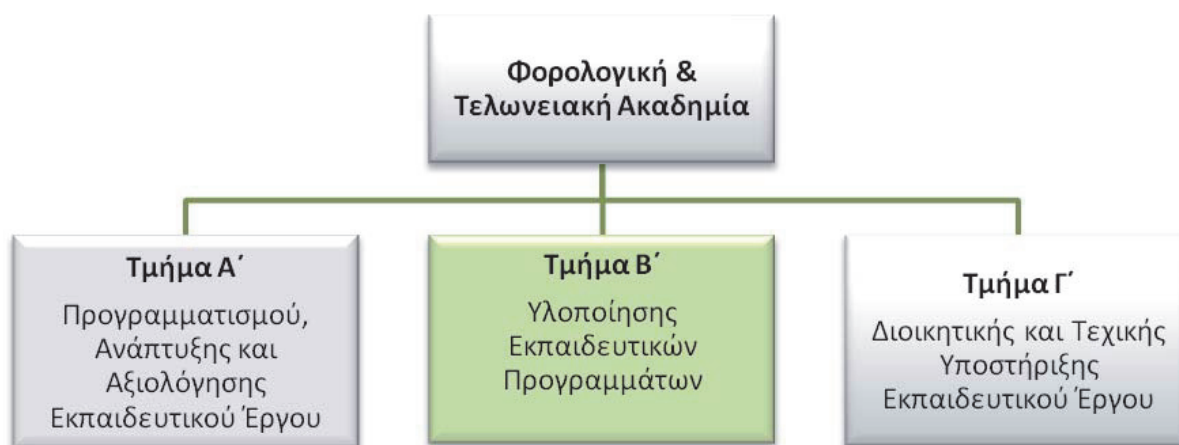 Φορολογική &
Τελωνειακή Ακαδημία
Τμήμα Α΄
Προγραμματισμού,
Ανάπτυξης και
Αξιολόγησης
Εκπαιδευτικού Έργου
Τμήμα Β΄
Υλοποίησης
Εκπαιδευτικών
Προγραμμάτων
Τμήμα Γ΄
Διοικητικής και Τεχικής
Υποστήριξης
Εκπαιδευτικού Έργου